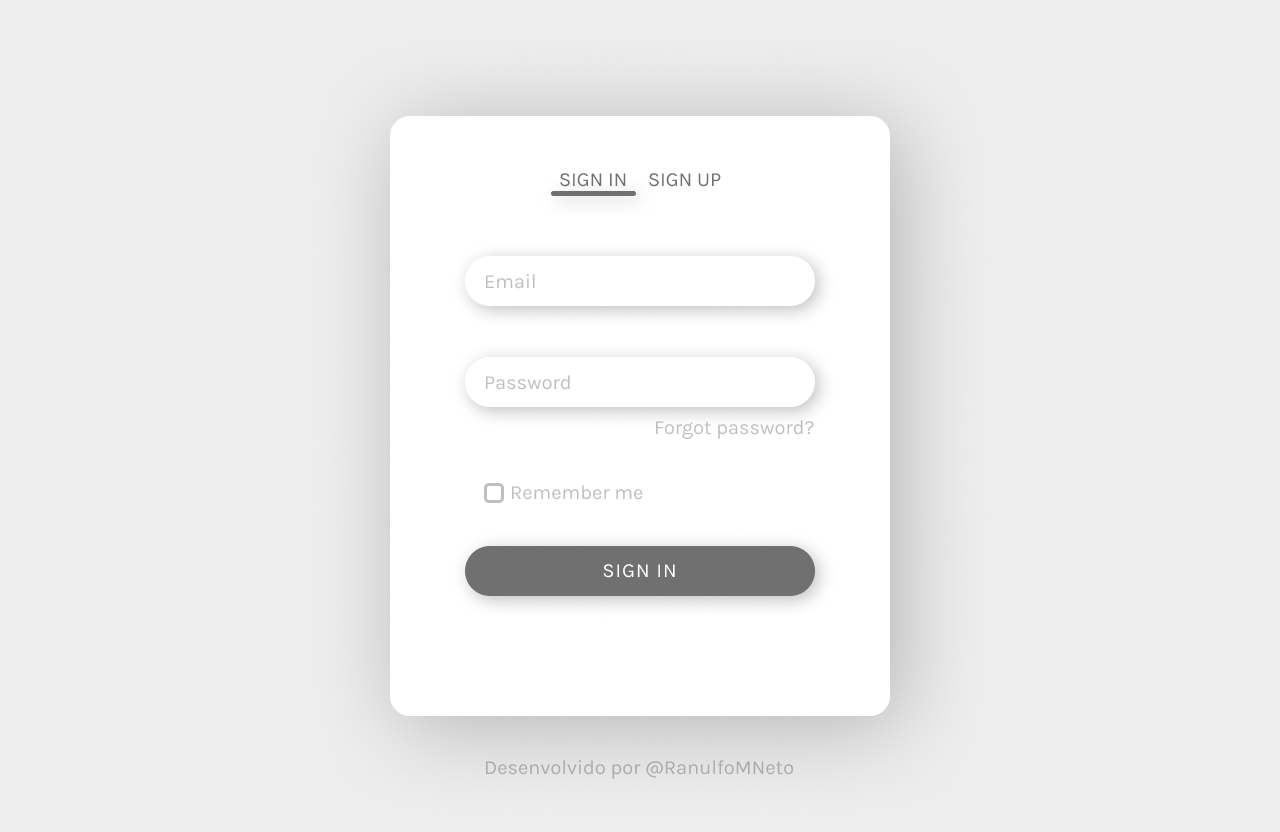 SIGN IN SIGN UP
Email
Password
Forgot password?
Remember me
SIGN IN
Desenvolvido por @RanulfoMNeto